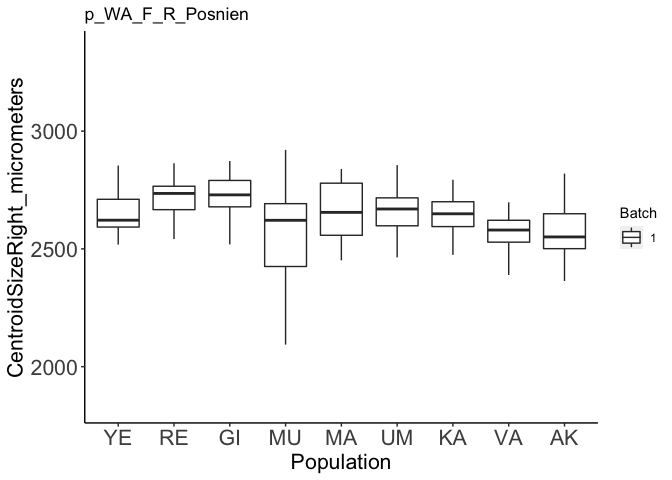 p_WA_F_R_Posnien
CentroidSizeRight_micrometers
3000
2500
2000
YE RE GI MU MA UM KA VA AK
Population
Batch
1